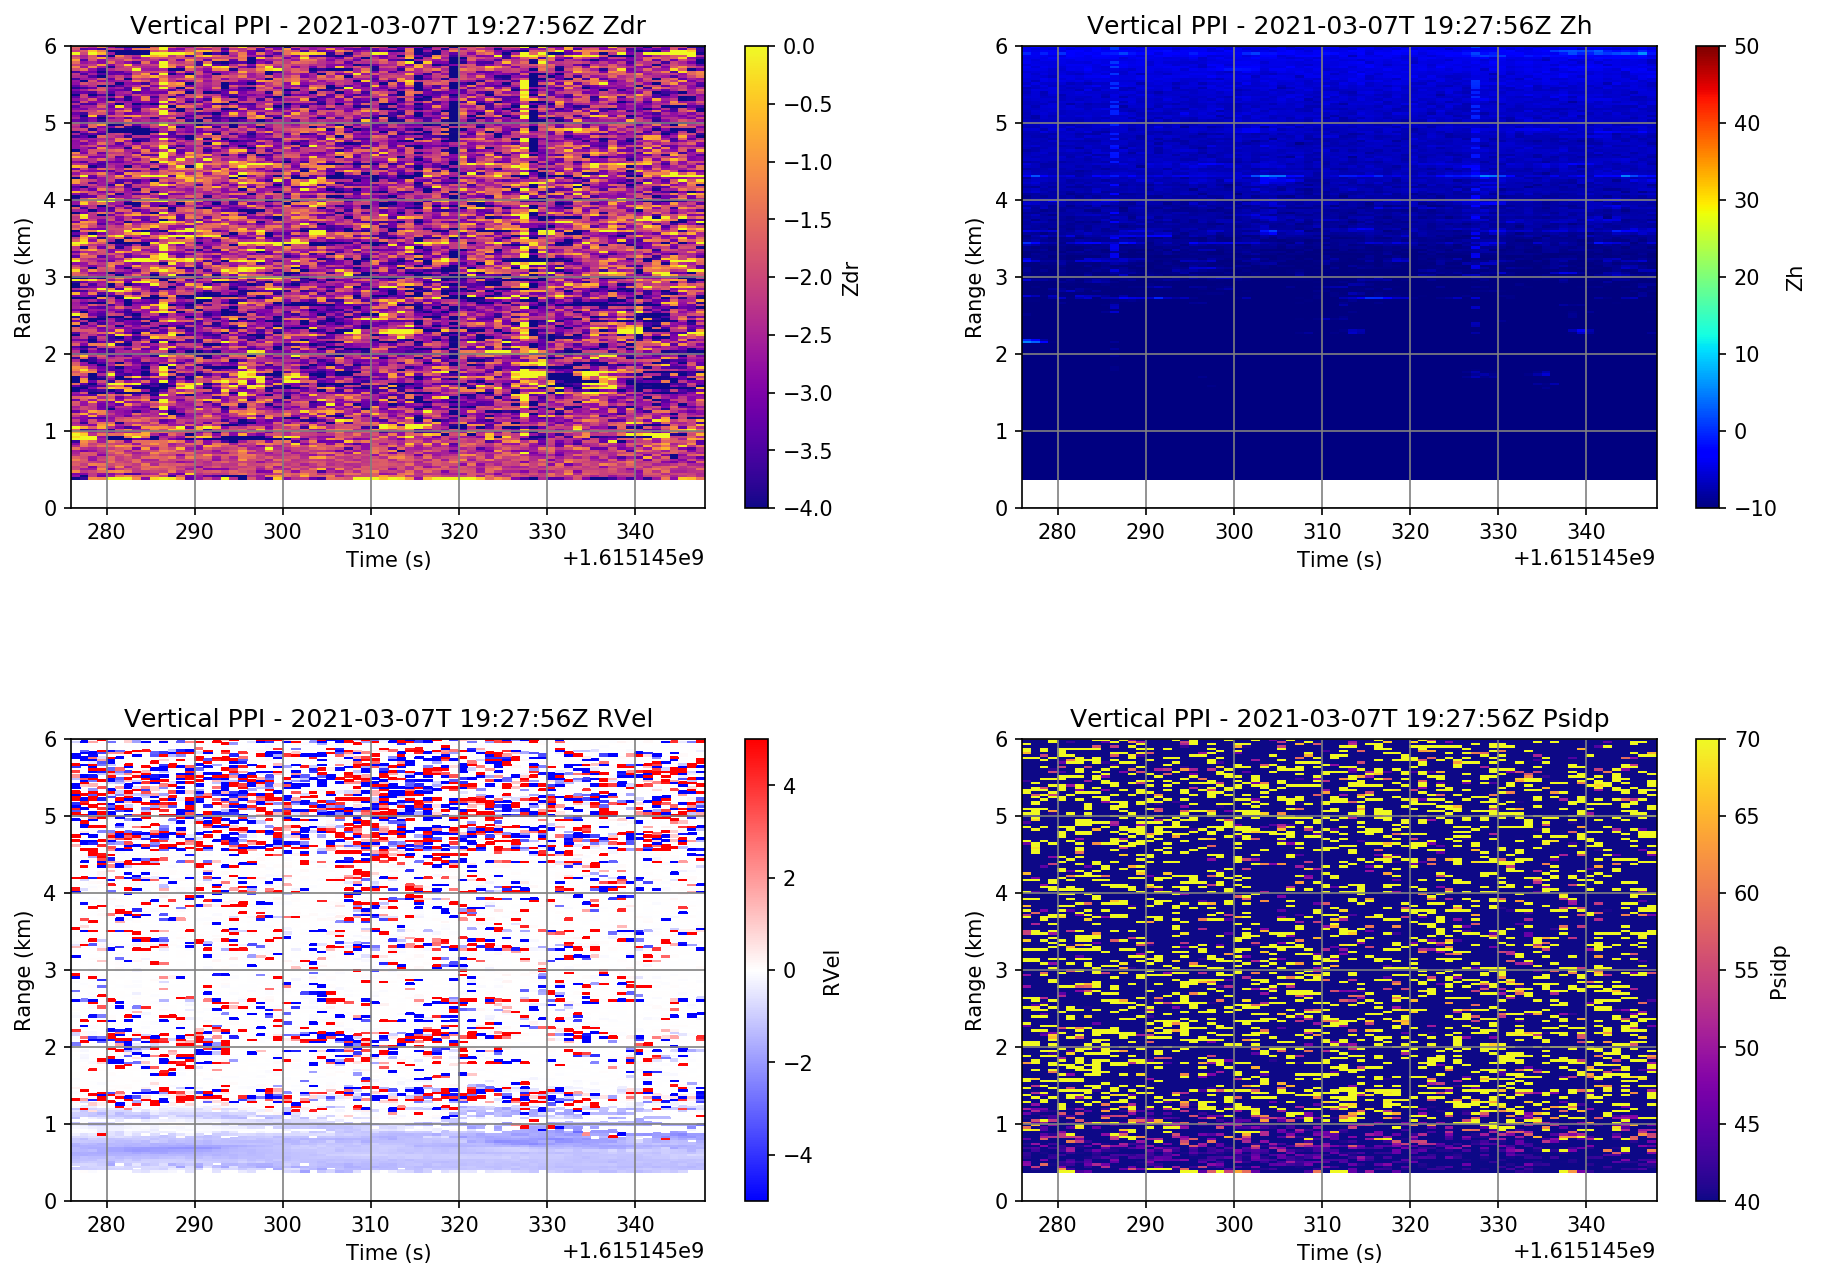 Vertical PPI - 2021-03-07T 19:27:56Z Zdr
6
5
4
3
2
1
0
Range (km)
280 290 300 310 320 330 340
Time (s)
+1.615145e9
0.0
−0.5
−1.0
−1.5
−2.0
−2.5
−3.0
−3.5
−4.0
Zdr
Vertical PPI - 2021-03-07T 19:27:56Z Zh
6
5
4
3
2
1
0
Range (km)
280 290 300 310 320 330 340
Time (s)
+1.615145e9
50
40
30
20
10
0
−10
Zh
Vertical PPI - 2021-03-07T 19:27:56Z RVel
6
5
4
3
2
1
0
Range (km)
280 290 300 310 320 330 340
Time (s)
+1.615145e9
4
2
0
−2
−4
RVel
Vertical PPI - 2021-03-07T 19:27:56Z Psidp
6
5
4
3
2
1
0
Range (km)
280 290 300 310 320 330 340
Time (s)
+1.615145e9
70
65
60
55
50
45
40
Psidp